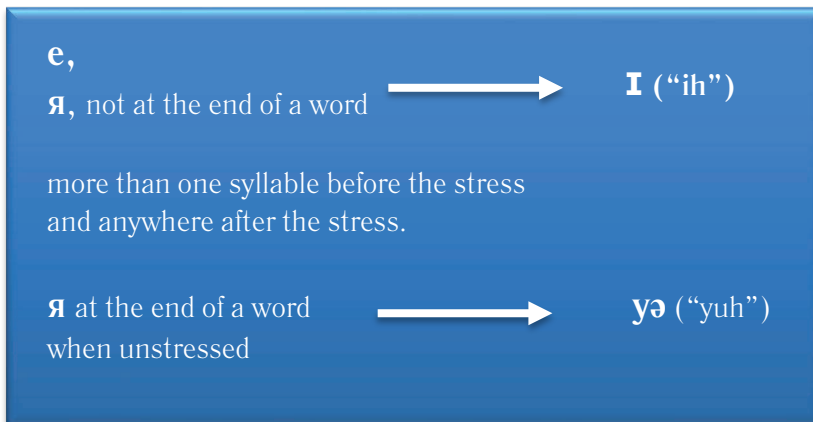 е,
я, not at the end of a word
ɪ (“ih”)
more than one syllable before the stress
and anywhere after the stress.
я at the end of a word
when unstressed
yə (“yuh”)